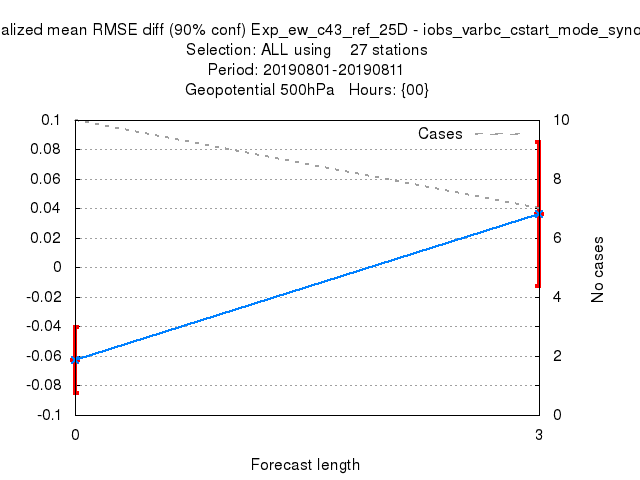 alized mean RMSE diff (90% conf) Exp_ew_c43_ref_25D - iobs_varbc_cstart_mode_syno
Selection: ALL using 27 stations
Period: 20190801-20190811
Geopotential 500hPa Hours: {00}
Cases
0.1
0.08
0.06
0.04
0.02
0
-0.02
-0.04
-0.06
-0.08
-0.1
10
8
6
4
2
0
No cases
0
3
Forecast length